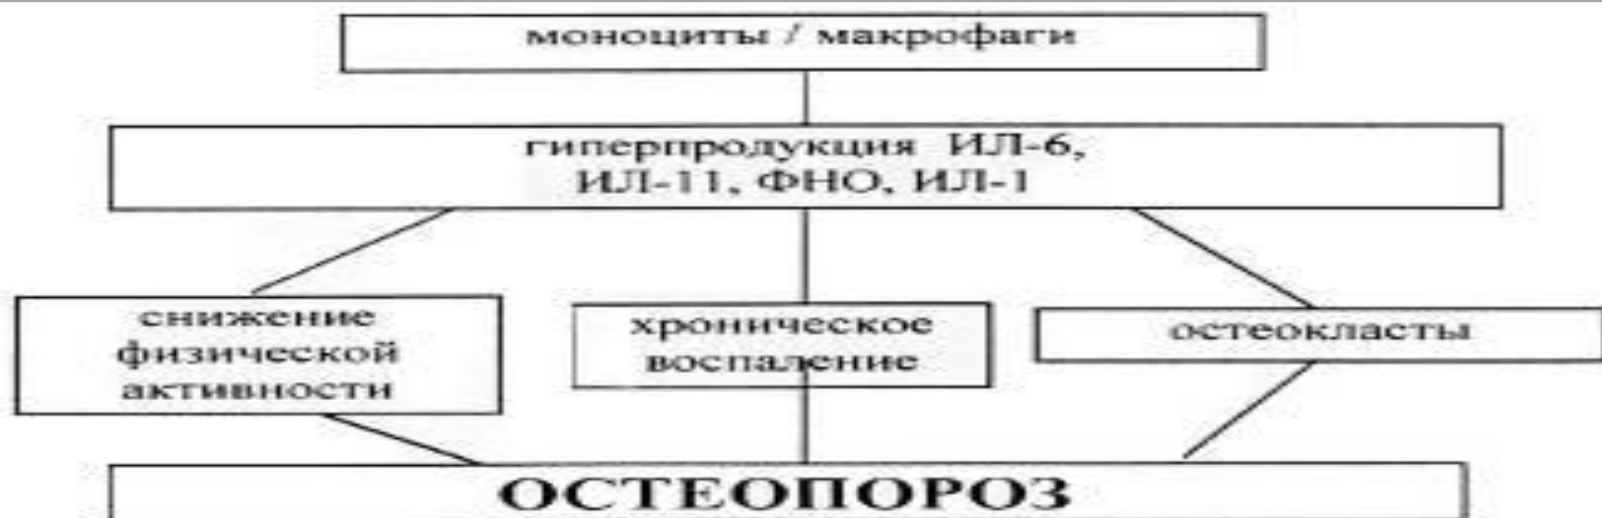 моноциты / макрофаги
гиперпродукция ИЛ-6,
ИЛ-11, ФНО, ИЛ-1
снижение
физической
активности
хроническое
воспаление
остеокласты
ОСТЕОПОРОЗ